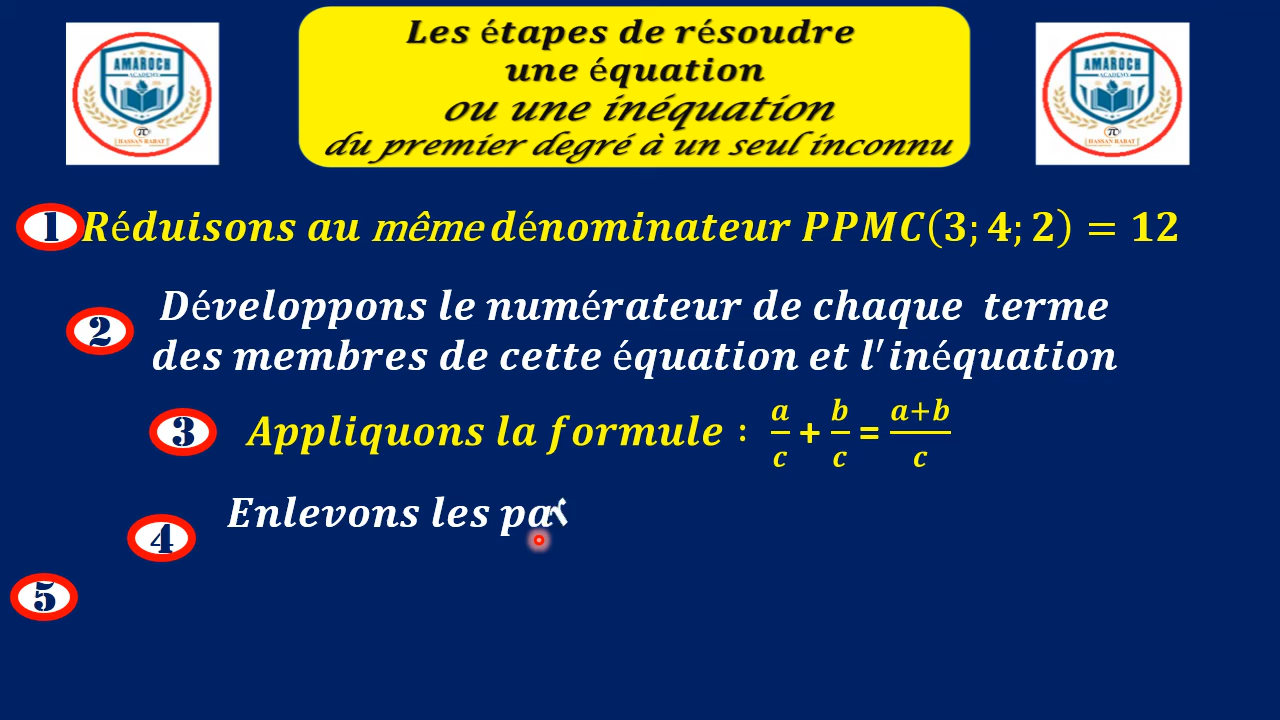 AMAROCH
ACADEMY
HASSAN RABAT
Les étapes de résoudre
une équation
ou une inéquation
du premier degré à un seul inconnu
AMAROCH
ACADEMY
HASSAN RABAT
1 Réduisons au même dénominateur PPMC(3; 4; 2) = 12
2 Développons le numérateur de chaque terme
des membres de cette équation et l'inéquation
3 Appliquons la formule : a/c + b/c = a+b/c
4 Enlevons les par
5